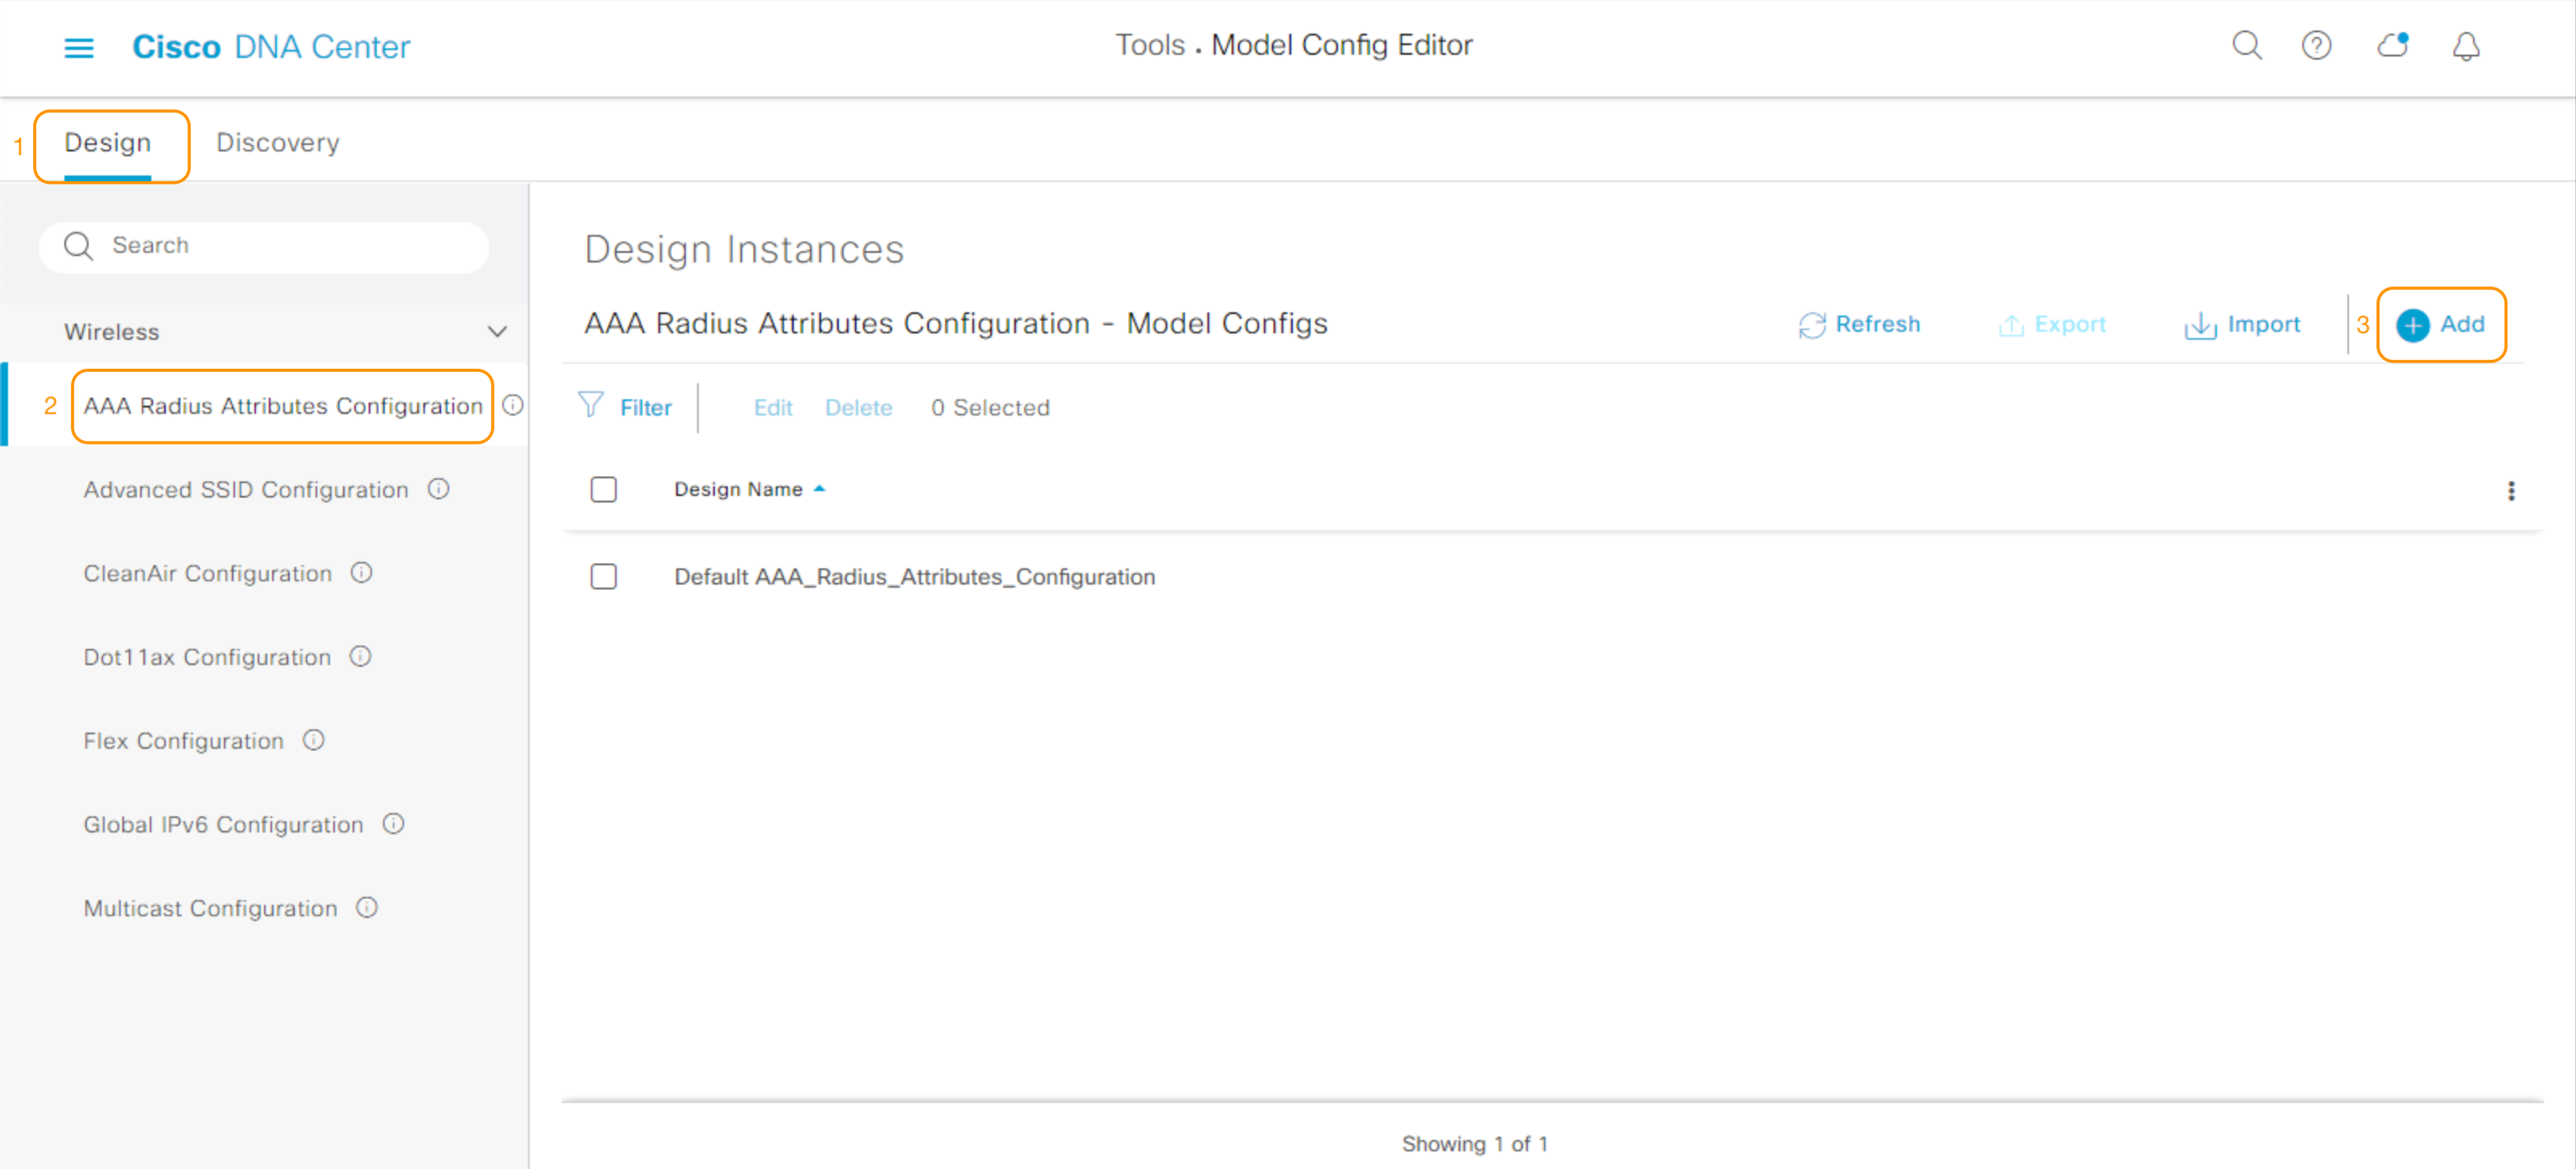 Cisco DNA Center
Tools . Model Config Editor
1 Design Discovery
Search
Wireless
2 AAA Radius Attributes Configuration
Advanced SSID Configuration
CleanAir Configuration
Dot11ax Configuration
Flex Configuration
Global IPv6 Configuration
Multicast Configuration
Design Instances
AAA Radius Attributes Configuration - Model Configs
Refresh Export Import 3 Add
Filter Edit Delete 0 Selected
Design Name
Default AAA_Radius_Attributes_Configuration
Showing 1 of 1